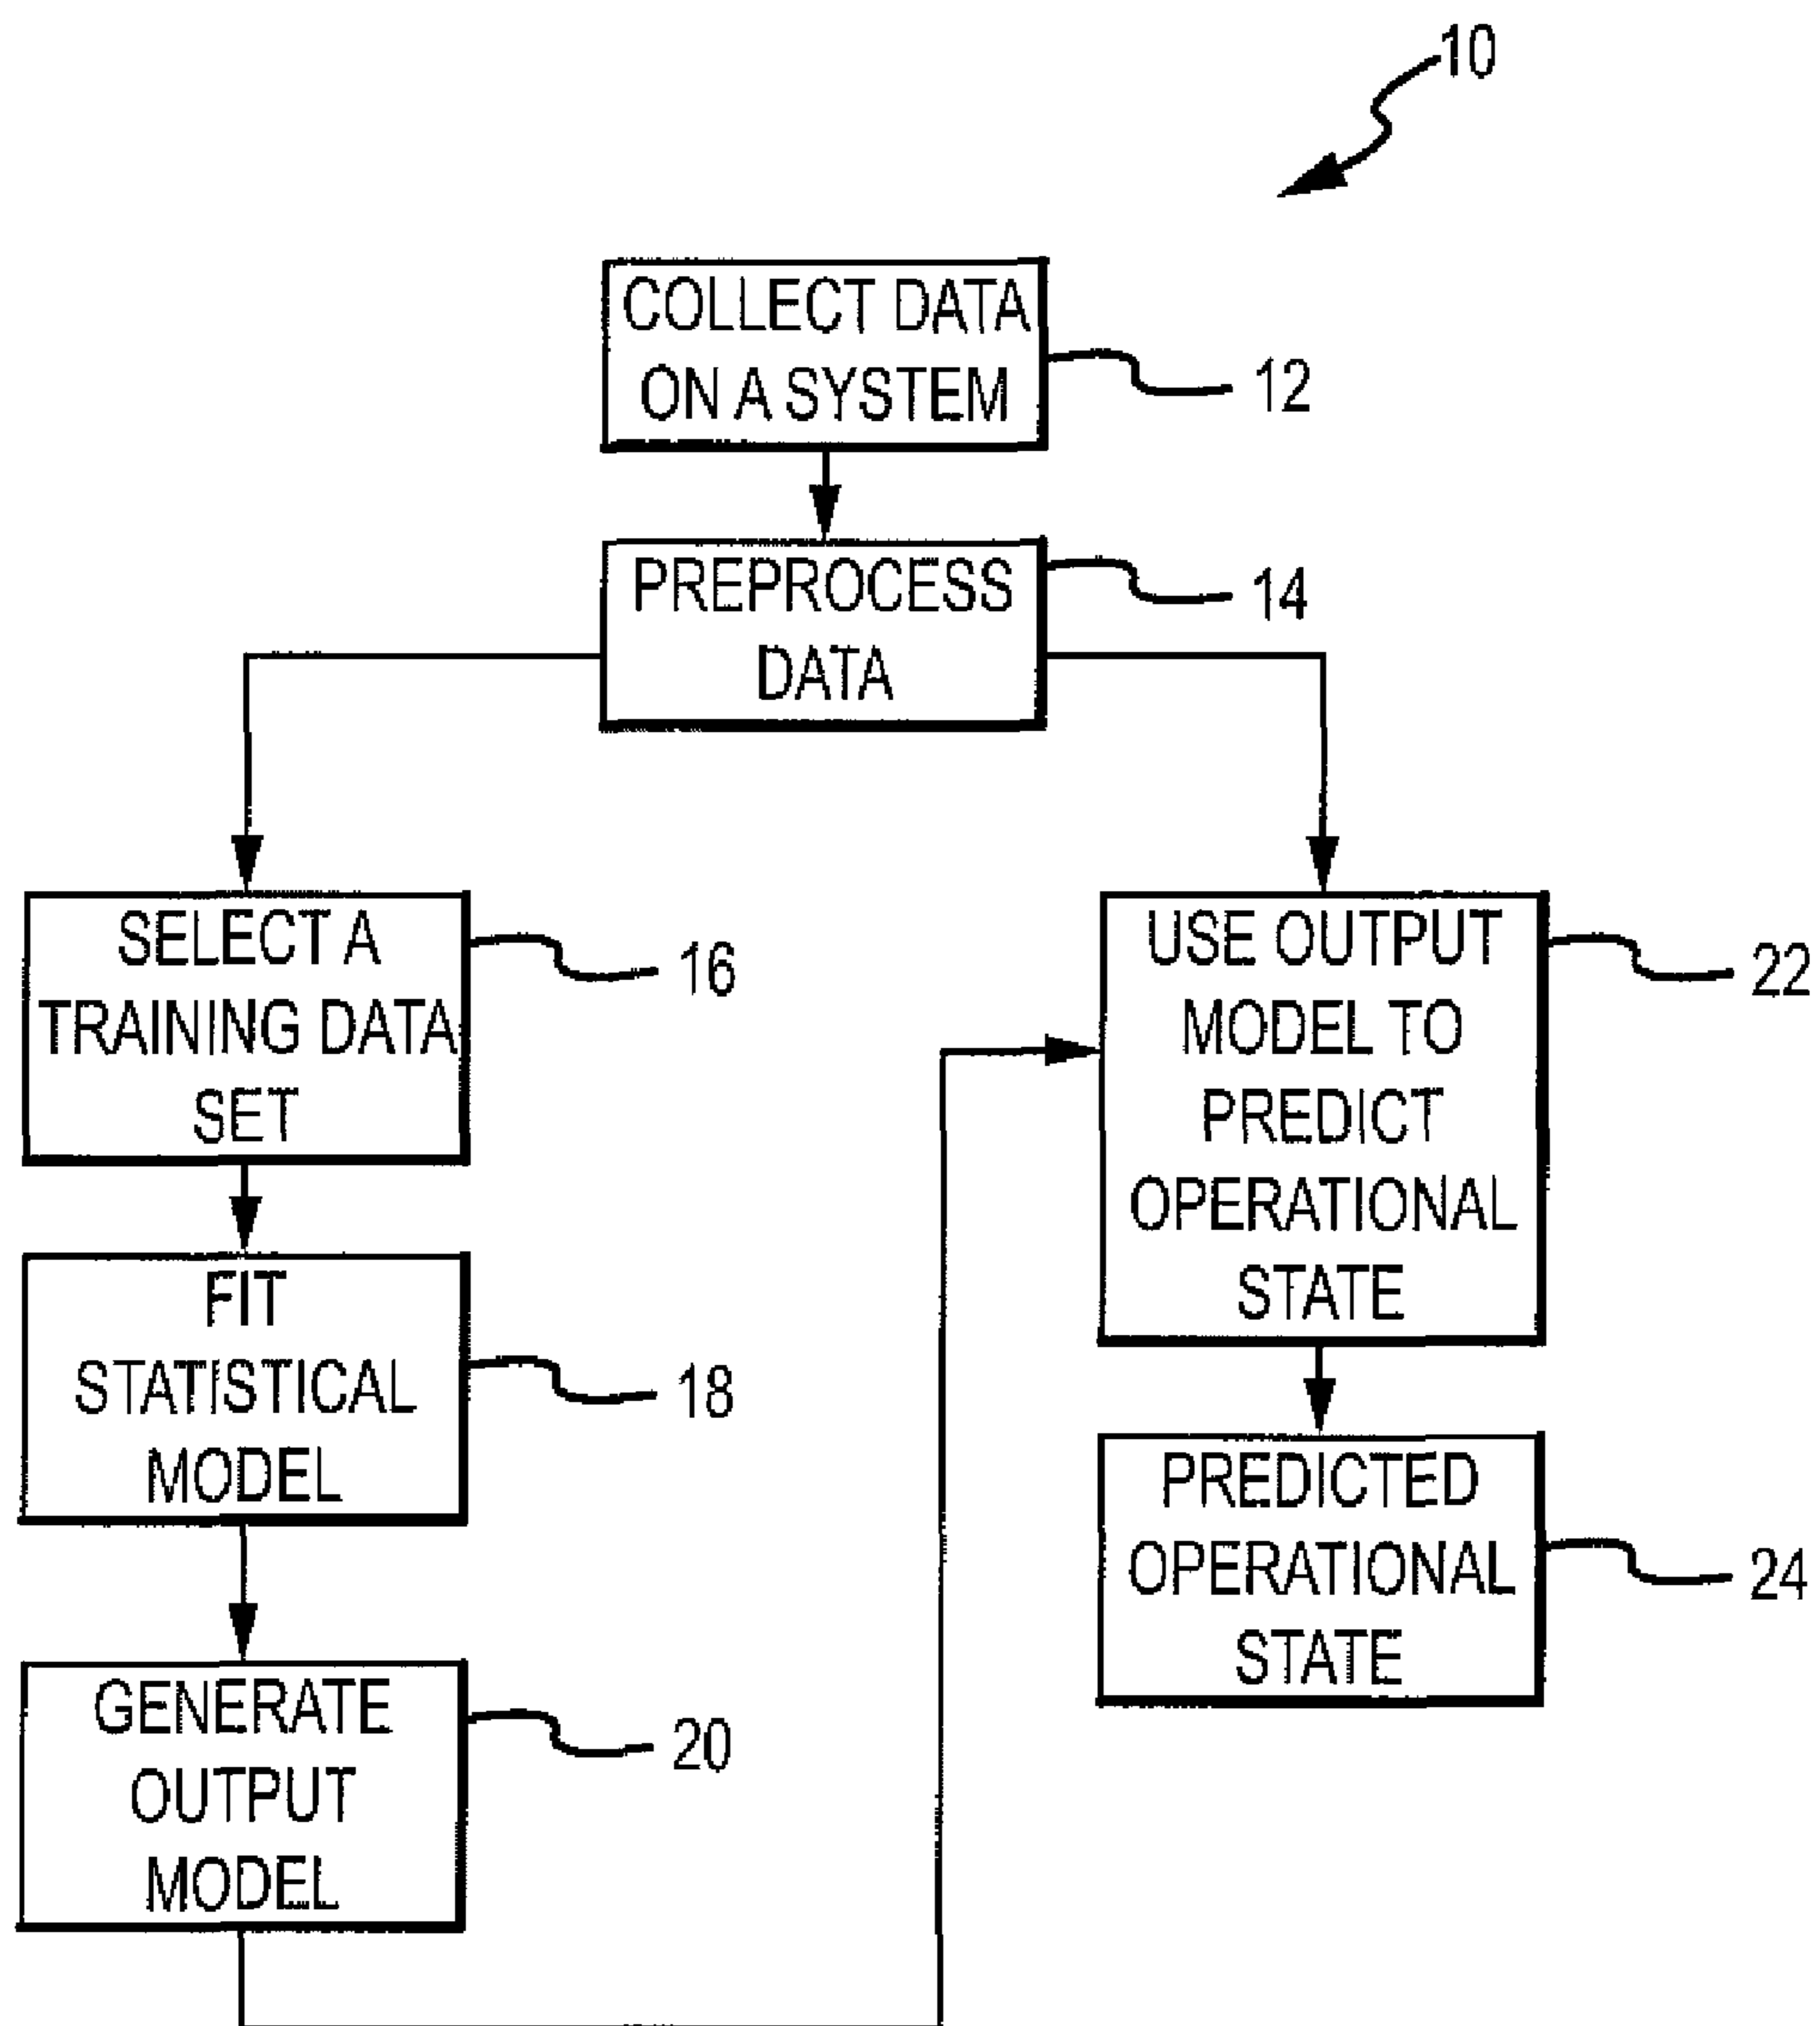 10
COLLECT DATA
ON A SYSTEM
12
PREPROCESS
DATA
14
SELECT A
TRAINING DATA
SET
16
FIT
STATISTICAL
MODEL
18
GENERATE
OUTPUT
MODEL
20
USE OUTPUT
MODEL TO
PREDICT
OPERATIONAL
STATE
22
PREDICTED
OPERATIONAL
STATE
24